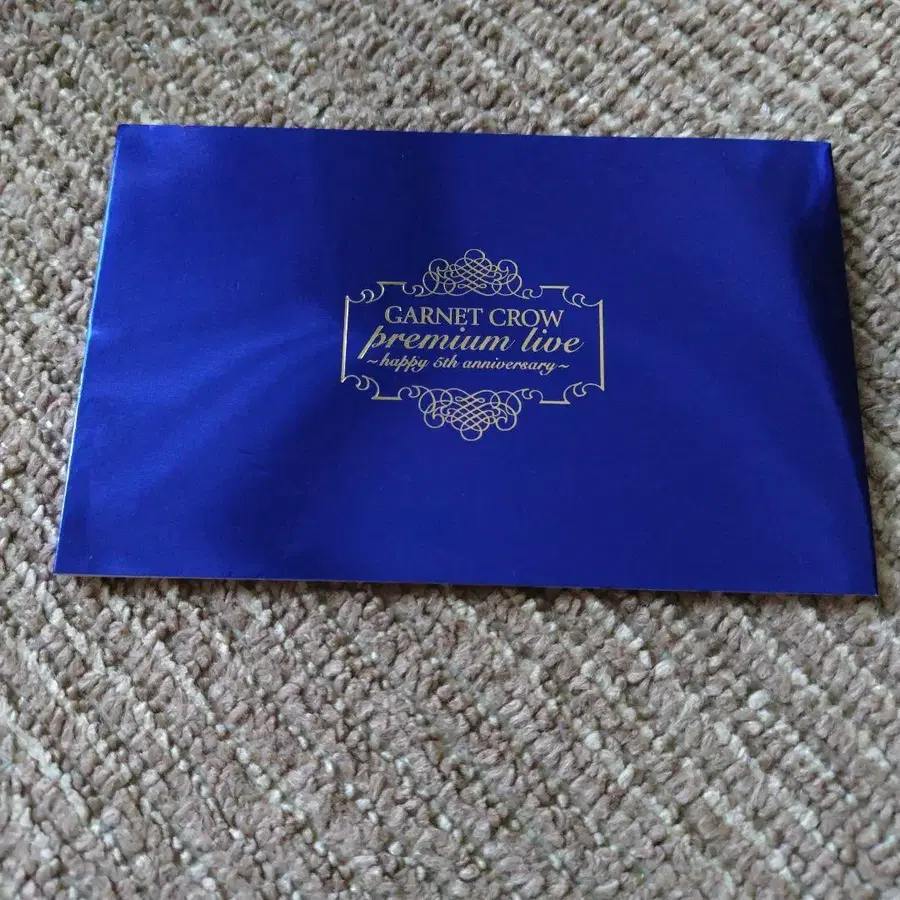 GARNET CROW
premium live
~happy 5th anniversary~